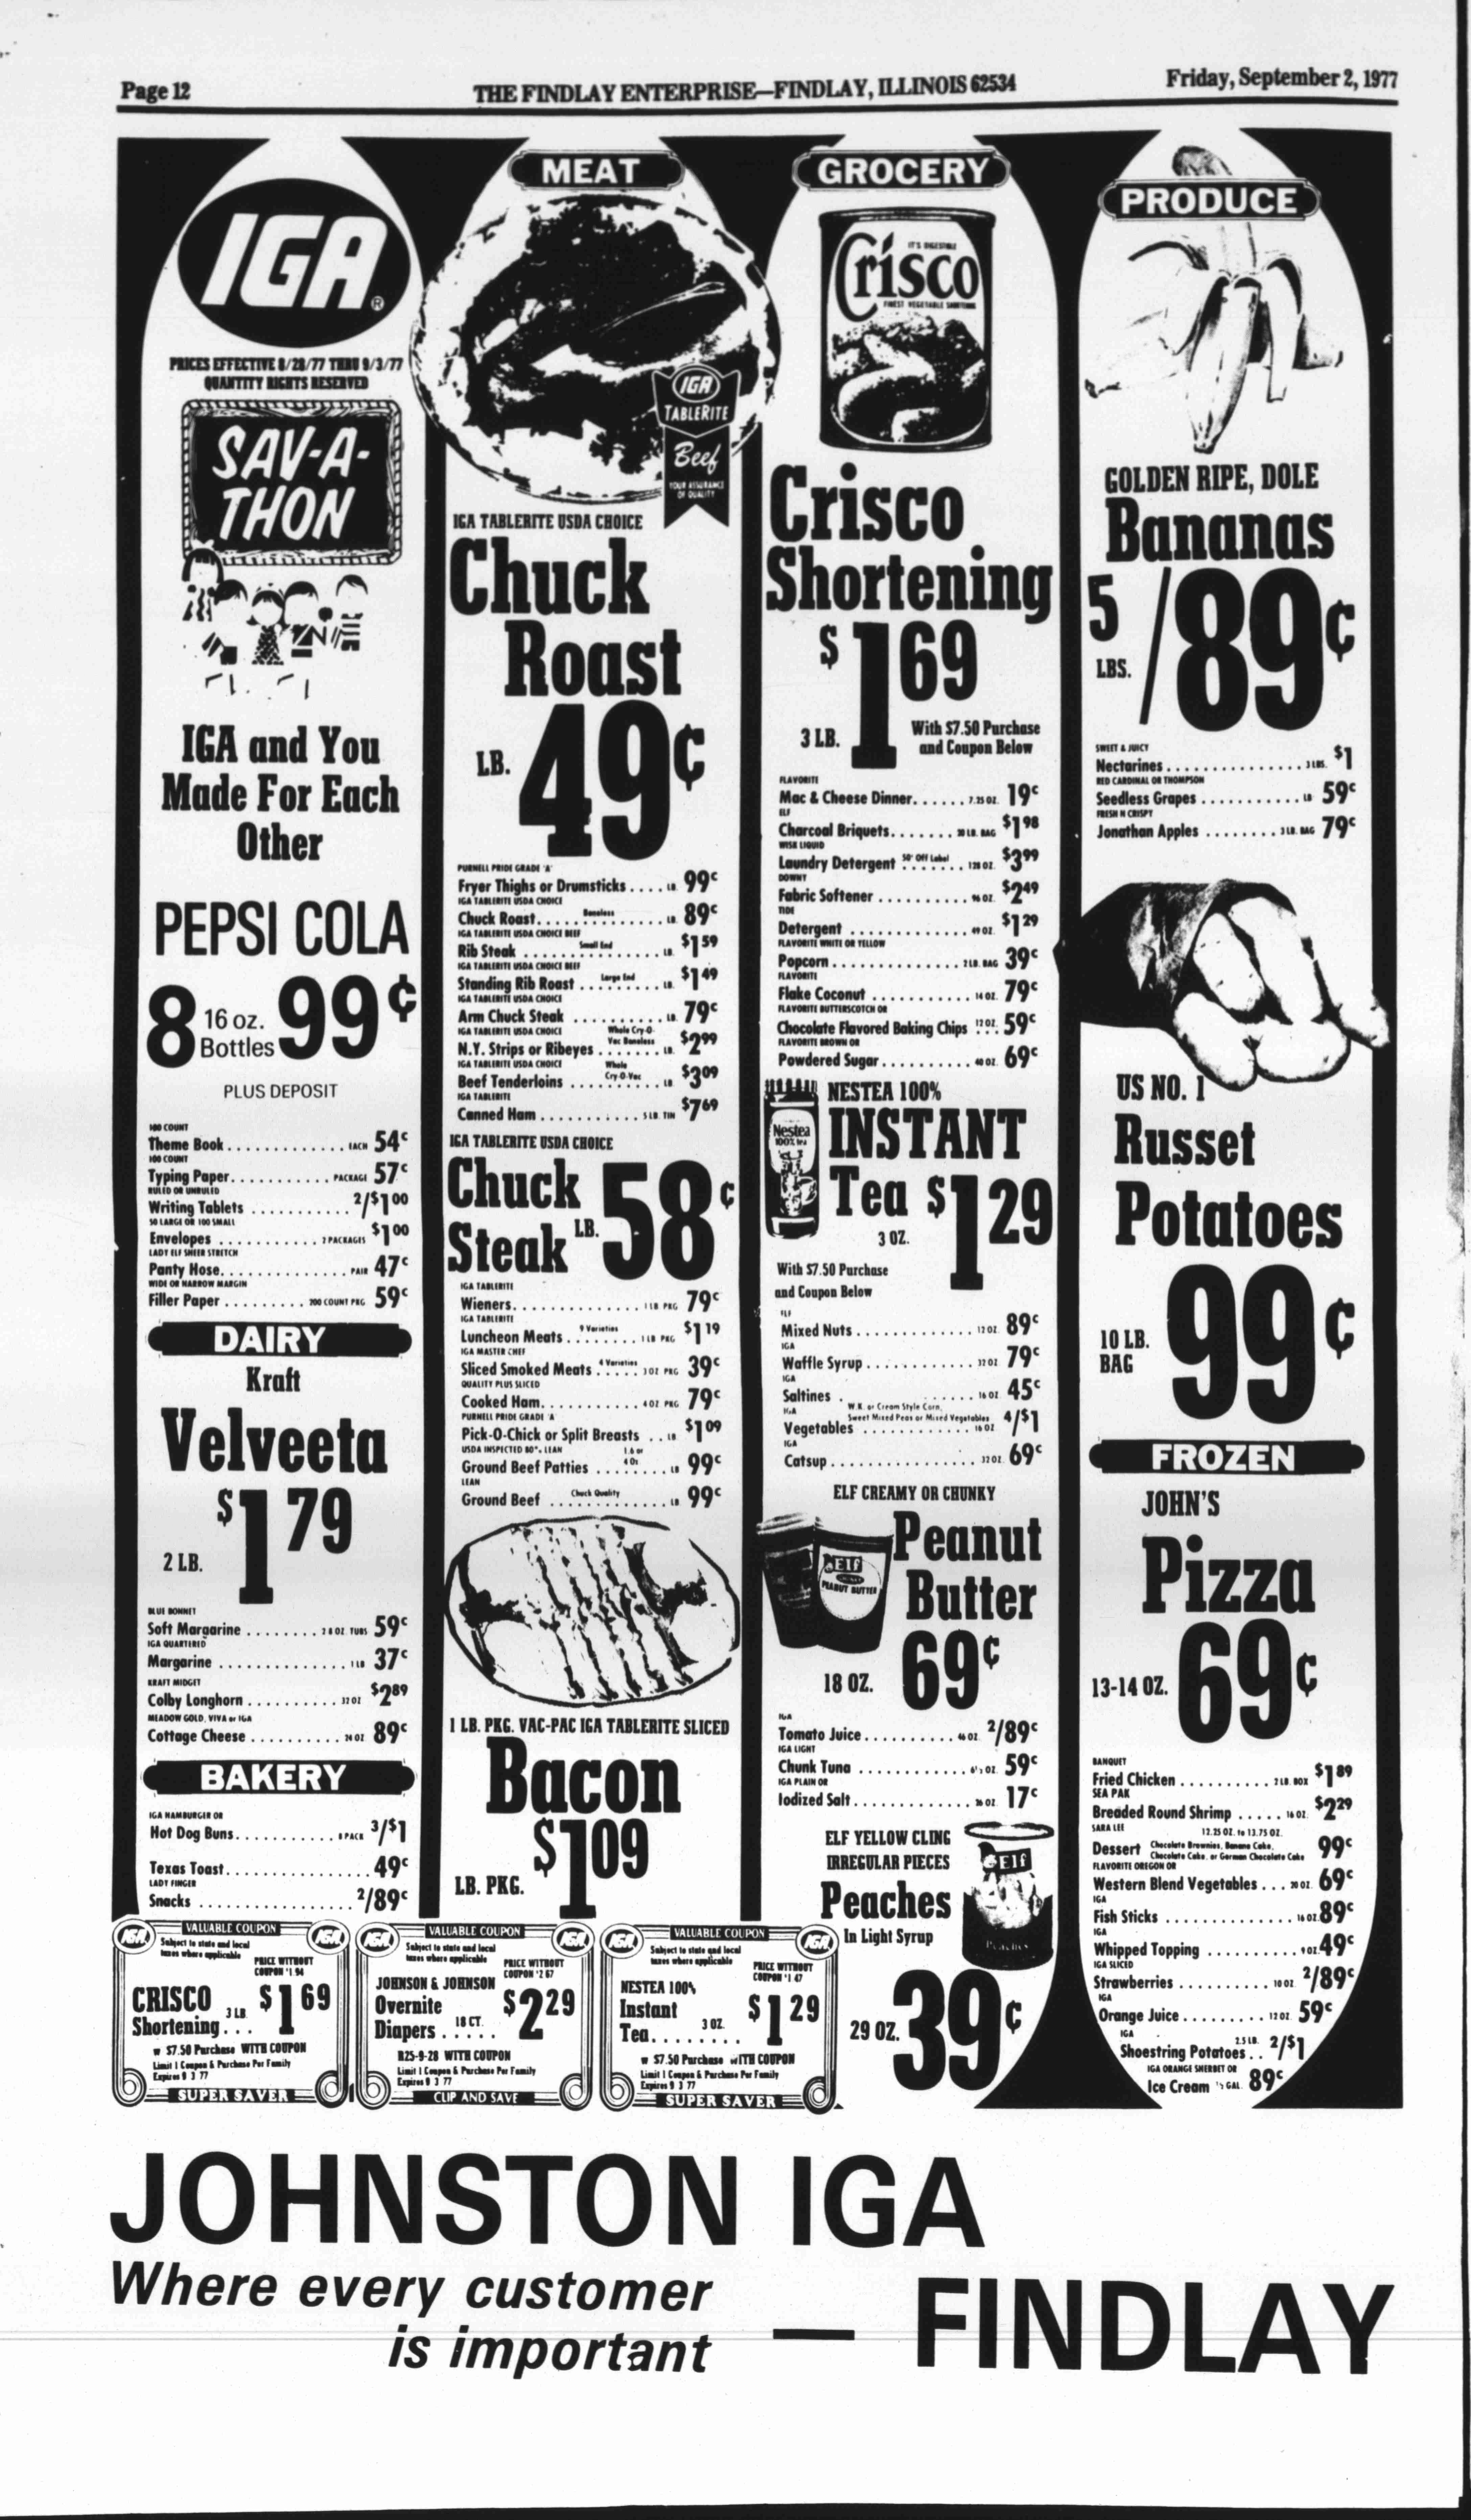 Page 12
THE FINDLAY ENTERPRISE—FINDLAY, ILLINOIS 62534
Friday, September 2, 1977
IGA®
PRICES EFFECTIVE 8/28/77 THRU 9/3/77
QUANTITY RIGHTS RESERVED
SAV-A-
THON
IGA and You
Made For Each
Other
PEPSI COLA
8 16 oz. Bottles 99¢
PLUS DEPOSIT
100 COUNT
Theme Book . . . EACH 54¢
100 COUNT
Typing Paper . . . PACKAGE 57¢
RULED OR UNRULED
Writing Tablets . . . 2/$1 00
50 LARGE OR 100 SMALL
Envelopes . . . 2 PACKAGES $1 00
LADY ELF SHEER STRETCH
Panty Hose . . . PAIR 47¢
WIDE OR NARROW MARGIN
Filler Paper . . . 200 COUNT PKG 59¢
DAIRY
Kraft
Velveeta
2 LB. $1 79
BLUE BONNET
Soft Margarine . . . 2 8 OZ. TUBS 59¢
IGA QUARTERED
Margarine . . . 1 LB 37¢
KRAFT MIDGET
Colby Longhorn . . . 32 OZ $2 89
MEADOW GOLD, VIVA or IGA
Cottage Cheese . . . 24 OZ 89¢
BAKERY
IGA HAMBURGER OR
Hot Dog Buns . . . 8 PACK 3/$1
Texas Toast . . . 49¢
LADY FINGER
Snacks . . . 2/89¢
MEAT
IGA
TABLERITE
Beef
YOUR ASSURANCE
OF QUALITY
IGA TABLERITE USDA CHOICE
Chuck
Roast
LB. 49¢
PURNELL PRIDE GRADE 'A'
Fryer Thighs or Drumsticks . . . LB. 99¢
IGA TABLERITE USDA CHOICE
Chuck Roast . . . Boneless LB. 89¢
IGA TABLERITE USDA CHOICE BEEF
Rib Steak . . . Small End LB. $1 59
IGA TABLERITE USDA CHOICE BEEF
Standing Rib Roast . . . Large End LB. $1 49
IGA TABLERITE USDA CHOICE
Arm Chuck Steak . . . LB. 79¢
IGA TABLERITE USDA CHOICE
N.Y. Strips or Ribeyes . . . Whole Cry-O-Vac Boneless LB. $2 99
IGA TABLERITE USDA CHOICE
Beef Tenderloins . . . Whole Cry-O-Vac LB. $3 09
IGA TABLERITE
Canned Ham . . . 5 LB TIN $7 69
IGA TABLERITE USDA CHOICE
Chuck
Steak LB. 58¢
IGA TABLERITE
Wieners . . . 1 LB PKG 79¢
IGA TABLERITE
Luncheon Meats . . . 9 Varieties 1 LB PKG $1 19
IGA MASTER CHEF
Sliced Smoked Meats . . . 4 Varieties 3 OZ PKG 39¢
QUALITY PLUS SLICED
Cooked Ham . . . 4 OZ PKG 79¢
PURNELL PRIDE GRADE 'A
Pick-O-Chick or Split Breasts . . LB $1 09
USDA INSPECTED 80% LEAN
Ground Beef Patties . . . LB 99¢
LEAN
Ground Beef . . . Chuck Quality LB 99¢
1 LB. PKG. VAC-PAC IGA TABLERITE SLICED
Bacon
LB. PKG. $1 09
GROCERY
IT'S DIGESTIBLE
Crisco
FINEST VEGETABLE SHORTENING
Crisco
Shortening
3 LB. $1 69
With $7.50 Purchase
and Coupon Below
FLAVORITE
Mac & Cheese Dinner . . . 7.25 OZ. 19¢
ELF
Charcoal Briquets . . . 20 LB. BAG $1 98
WISK LIQUID
Laundry Detergent 50¢ Off Label . . . 128 OZ. $3 99
DOWNY
Fabric Softener . . . 96 OZ. $2 49
TIDE
Detergent . . . 49 OZ. $1 29
FLAVORITE WHITE OR YELLOW
Popcorn . . . 2 LB. BAG 39¢
FLAVORITE
Flake Coconut . . . 14 OZ. 79¢
FLAVORITE BUTTERSCOTCH OR
Chocolate Flavored Baking Chips 12 OZ. 59¢
FLAVORITE BROWN OR
Powdered Sugar . . . 40 OZ. 69¢
Nestea
100% tea
NESTEA 100%
INSTANT
Tea $1 29
3 OZ.
With $7.50 Purchase
and Coupon Below
ELF
Mixed Nuts . . . 12 OZ. 89¢
IGA
Waffle Syrup . . . 32 OZ. 79¢
IGA
Saltines . . . 16 OZ 45¢
IGA W.K. or Cream Style Corn,
Sweet Mixed Peas or Mixed Vegetables
Vegetables . . . 16 OZ 4/$1
IGA
Catsup . . . 32 OZ. 69¢
ELF CREAMY OR CHUNKY
Elf
PEANUT BUTTER
Peanut
Butter
18 OZ. 69¢
IGA
Tomato Juice . . . 46 OZ. 2/89¢
IGA LIGHT
Chunk Tuna . . . 6½ OZ. 59¢
IGA PLAIN OR
Iodized Salt . . . 26 OZ. 17¢
ELF YELLOW CLING
IRREGULAR PIECES
Elf
Peaches
Peaches
In Light Syrup
29 OZ. 39¢
PRODUCE
GOLDEN RIPE, DOLE
Bananas
5 LBS. /89¢
SWEET & JUICY
Nectarines . . . 3 LBS. $1
RED CARDINAL OR THOMPSON
Seedless Grapes . . . LB 59¢
FRESH N CRISPY
Jonathan Apples . . . 3 LB. BAG 79¢
US NO. 1
Russet
Potatoes
10 LB.
BAG 99¢
FROZEN
JOHN'S
Pizza
13-14 OZ. 69¢
BANQUET
Fried Chicken . . . 2 LB. BOX $1 89
SEA PAK
Breaded Round Shrimp . . . 16 OZ. $2 29
SARA LEE 12.25 OZ. to 13.75 OZ.
Dessert Chocolate Brownies, Banana Cake, Chocolate Cake, or German Chocolate Cake 99¢
FLAVORITE OREGON OR
Western Blend Vegetables . . . 20 OZ. 69¢
IGA
Fish Sticks . . . 16 OZ. 89¢
IGA
Whipped Topping . . . 9 OZ. 49¢
IGA SLICED
Strawberries . . . 10 OZ. 2/89¢
IGA
Orange Juice . . . 12 OZ. 59¢
IGA
Shoestring Potatoes . . 2.5 LB. 2/$1
IGA ORANGE SHERBET OR
Ice Cream ½ GAL. 89¢
VALUABLE COUPON
IGA IGA
Subject to state and local
taxes where applicable
PRICE WITHOUT
COUPON $1.94
CRISCO
Shortening . . . 3 LB $1 69
w $7.50 Purchase WITH COUPON
Limit 1 Coupon & Purchase Per Family
Expires 9 3 77
SUPER SAVER
VALUABLE COUPON
IGA IGA
Subject to state and local
taxes where applicable
PRICE WITHOUT
COUPON $2 67
JOHNSON & JOHNSON
Overnite
Diapers . . . 18 CT. $2 29
R25-9-28 WITH COUPON
Limit 1 Coupon & Purchase Per Family
Expires 9 3 77
CLIP AND SAVE
VALUABLE COUPON
IGA IGA
Subject to state and local
taxes where applicable
PRICE WITHOUT
COUPON $1 47
NESTEA 100%
Instant
Tea . . . 3 OZ. $1 29
w $7.50 Purchase WITH COUPON
Limit 1 Coupon & Purchase Per Family
Expires 9 3 77
SUPER SAVER
JOHNSTON IGA
Where every customer
is important
— FINDLAY